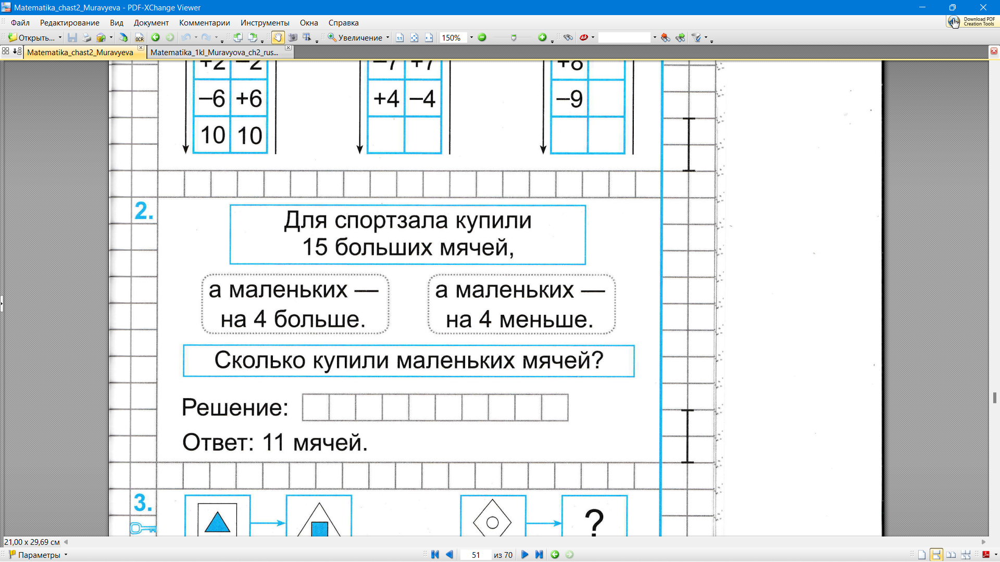 Matematika_chast2_Muravyeva - PDF-XChange Viewer
Файл Редактирование Вид Документ Комментарии Инструменты Окна Справка
Download PDF
Creation Tools
Открыть... OCR Увеличение 1:1 150%
Matematika_chast2_Muravyeva Matematika_1kl_Muravyova_ch2_rus...
+2 –2 –7 +7 +8
–6 +6 +4 –4 –9
10 10
2.
Для спортзала купили
15 больших мячей,
а маленьких —
на 4 больше.
а маленьких —
на 4 меньше.
Сколько купили маленьких мячей?
Решение:
Ответ: 11 мячей.
3.
?
21,00 x 29,69 см
Параметры 51 из 70